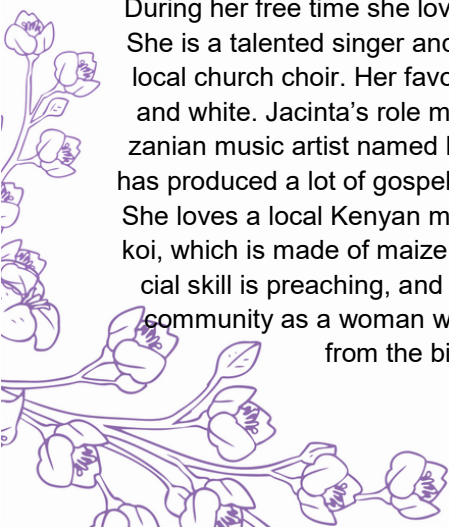 During her free time she lov
She is a talented singer and
local church choir. Her favo
and white. Jacinta’s role m
zanian music artist named
has produced a lot of gospel
She loves a local Kenyan m
koi, which is made of maize
cial skill is preaching, and
community as a woman w
from the bi